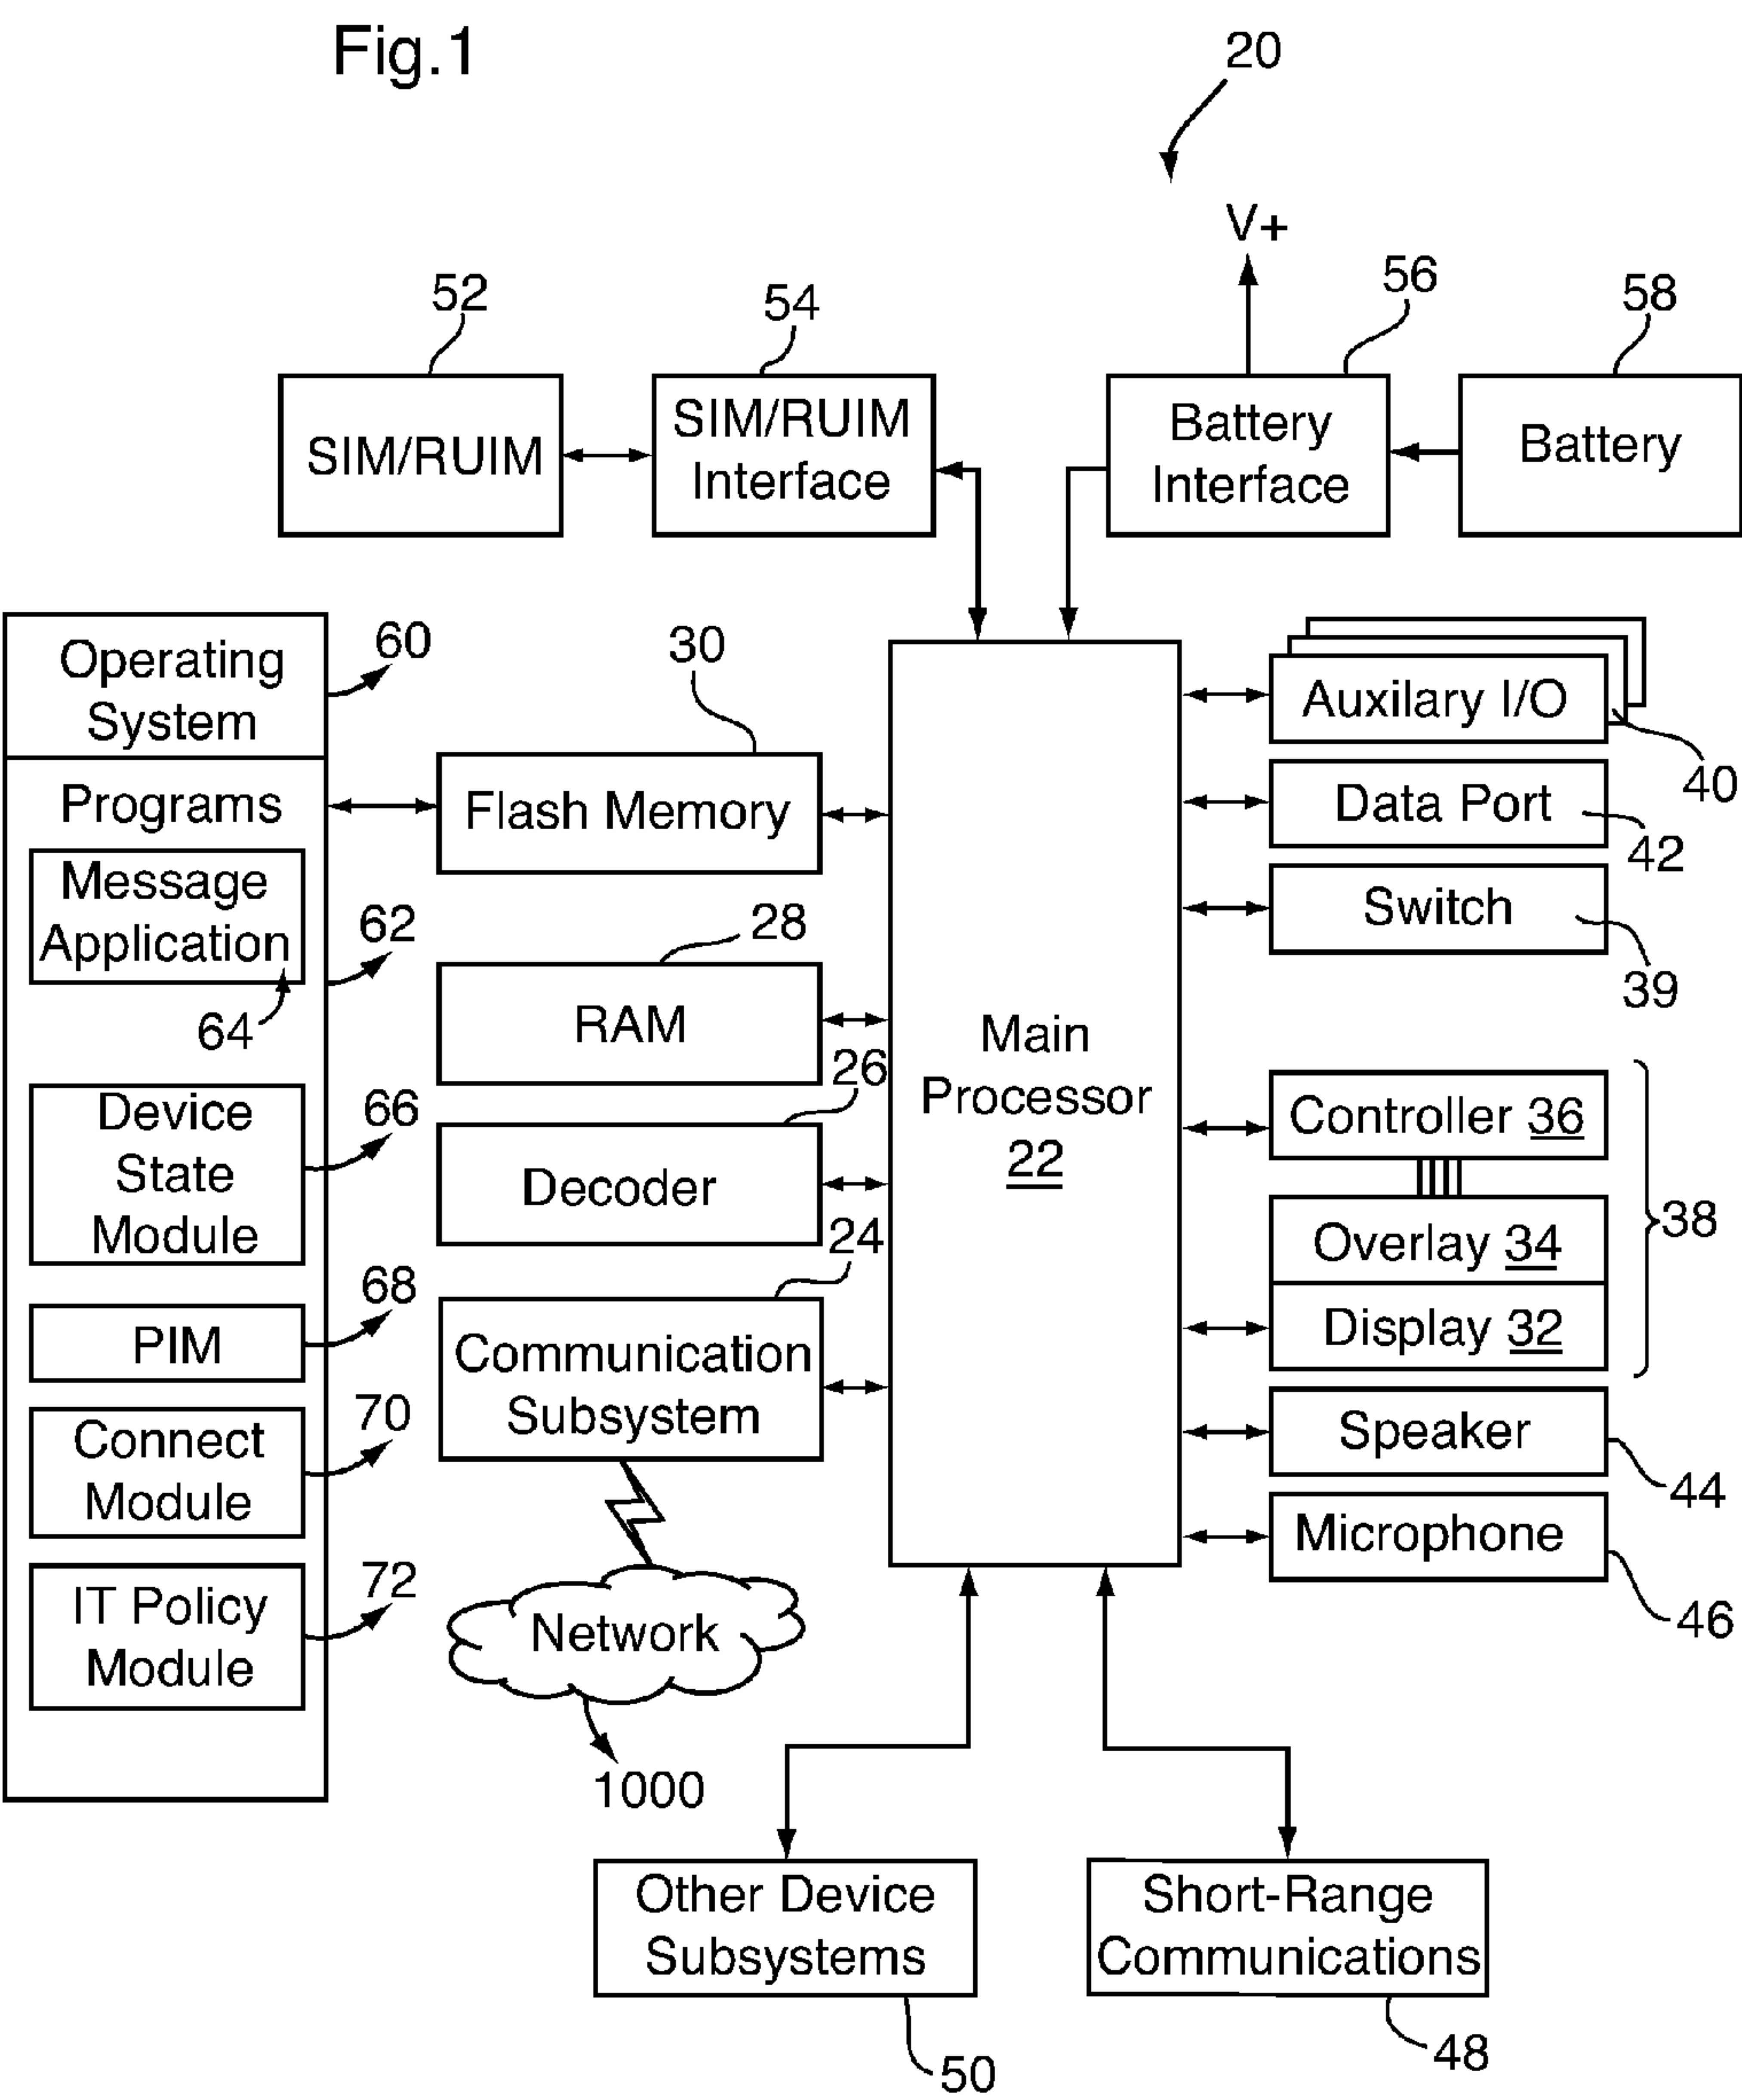 Fig.1
20
V+
52
54
56
58
SIM/RUIM
SIM/RUIM
Interface
Battery
Interface
Battery
Operating
System
60
Programs
Message
Application
62
64
Device
State
Module
66
PIM
68
Connect
Module
70
IT Policy
Module
72
30
Flash Memory
28
RAM
26
Decoder
24
Communication
Subsystem
Network
1000
Main
Processor
22
Auxilary I/O
40
Data Port
42
Switch
39
Controller 36
Overlay 34
38
Display 32
Speaker
44
Microphone
46
Other Device
Subsystems
50
Short-Range
Communications
48